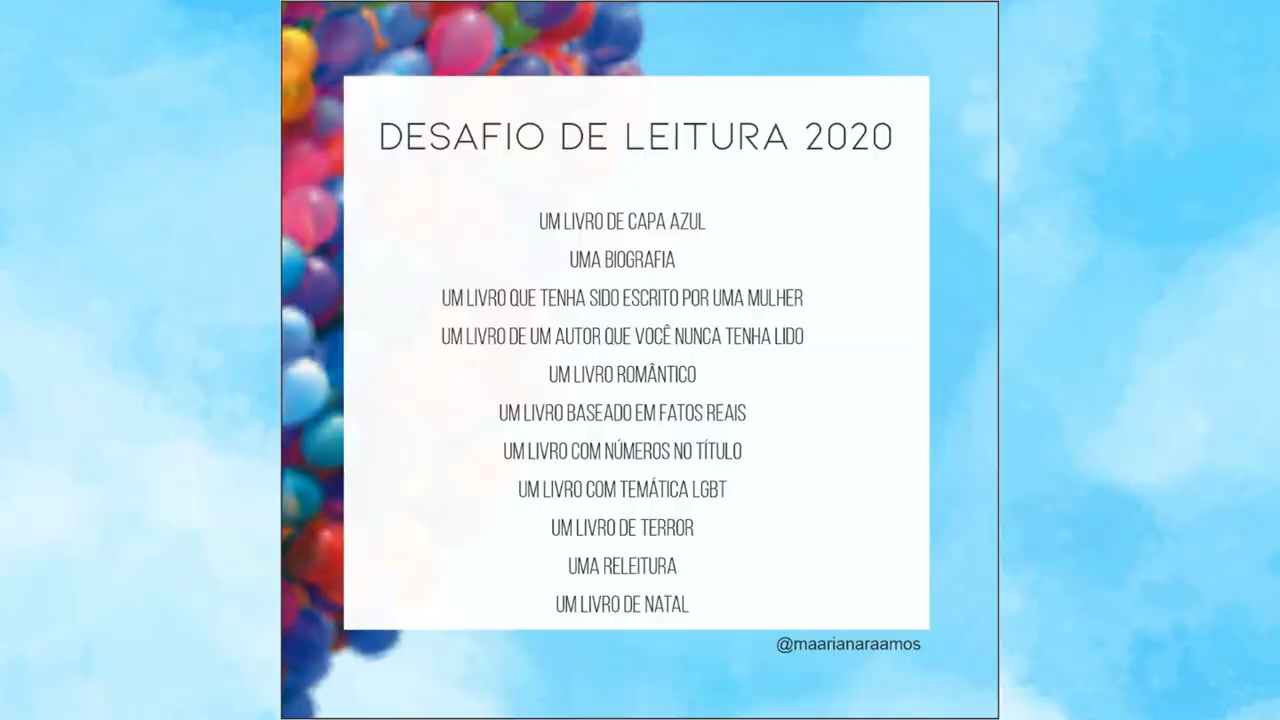 DESAFIO DE LEITURA 2020
UM LIVRO DE CAPA AZUL
UMA BIOGRAFIA
UM LIVRO QUE TENHA SIDO ESCRITO POR UMA MULHER
UM LIVRO DE UM AUTOR QUE VOCÊ NUNCA TENHA LIDO
UM LIVRO ROMÂNTICO
UM LIVRO BASEADO EM FATOS REAIS
UM LIVRO COM NÚMEROS NO TÍTULO
UM LIVRO COM TEMÁTICA LGBT
UM LIVRO DE TERROR
UMA RELEITURA
UM LIVRO DE NATAL
@maarianaraamos